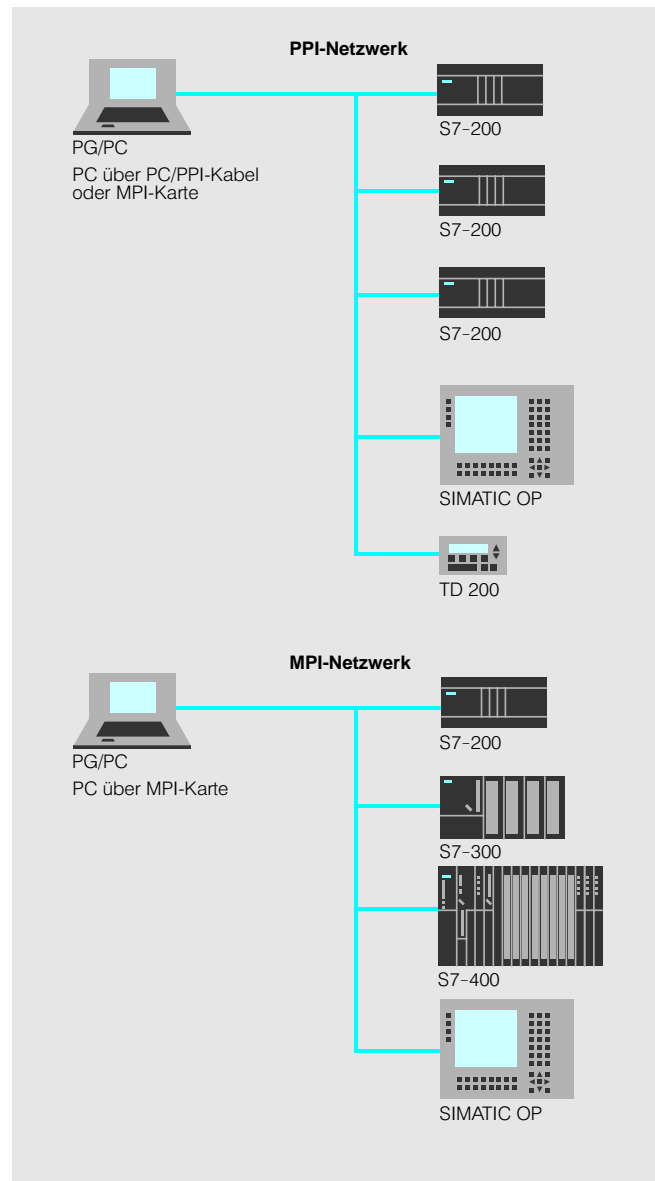 PPI-Netzwerk
S7-200
PG/PC
PC über PC/PPI-Kabel
oder MPI-Karte
S7-200
S7-200
SIMATIC OP
TD 200
MPI-Netzwerk
S7-200
PG/PC
PC über MPI-Karte
S7-300
S7-400
SIMATIC OP